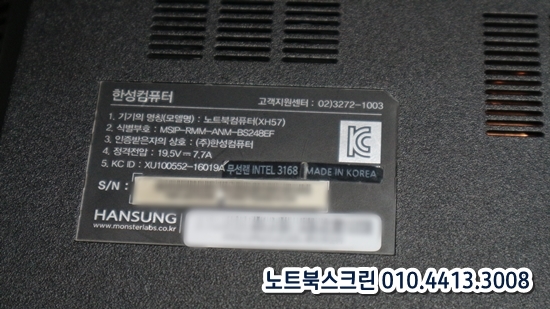 한성컴퓨터
고객지원센터 : 02)3272-1003
1. 기기의 명칭(모델명) : 노트북컴퓨터(XH57)
2. 식별부호 : MSIP-RMM-ANM-BS248EF
3. 인증받은자의 상호 : (주)한성컴퓨터
4. 정격전압 : 19.5V⎓7.7A
5. KC ID : XU100552-16019A 무선랜 INTEL 3168 MADE IN KOREA
S/N :
HANSUNG
www.monsterlabs.co.kr
노트북스크린 010.4413.3008